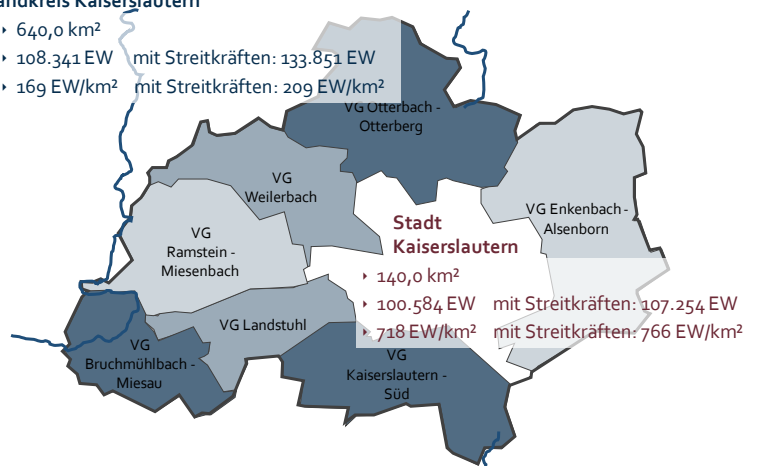 andkreis Kaiserslautern
‣ 640,0 km²
‣ 108.341 EW mit Streitkräften: 133.851 EW
‣ 169 EW/km² mit Streitkräften: 209 EW/km²
VG Otterbach -
Otterberg
VG
Weilerbach
VG Enkenbach -
Alsenborn
VG
Ramstein -
Miesenbach
Stadt
Kaiserslautern
‣ 140,0 km²
‣ 100.584 EW mit Streitkräften: 107.254 EW
‣ 718 EW/km² mit Streitkräften: 766 EW/km²
VG Landstuhl
VG
Bruchmühlbach -
Miesau
VG
Kaiserslautern -
Süd